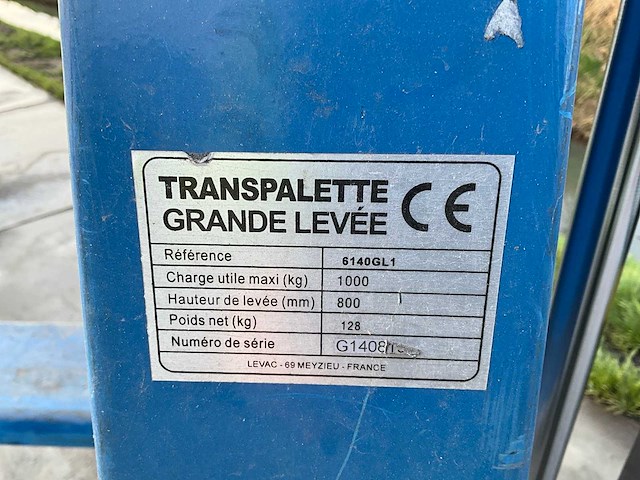 TRANSPALETTE
GRANDE LEVÉE
CE
Référence 6140GL1
Charge utile maxi (kg) 1000
Hauteur de levée (mm) 800
Poids net (kg) 128
Numéro de série
LEVAC - 69 MEYZIEU - FRANCE